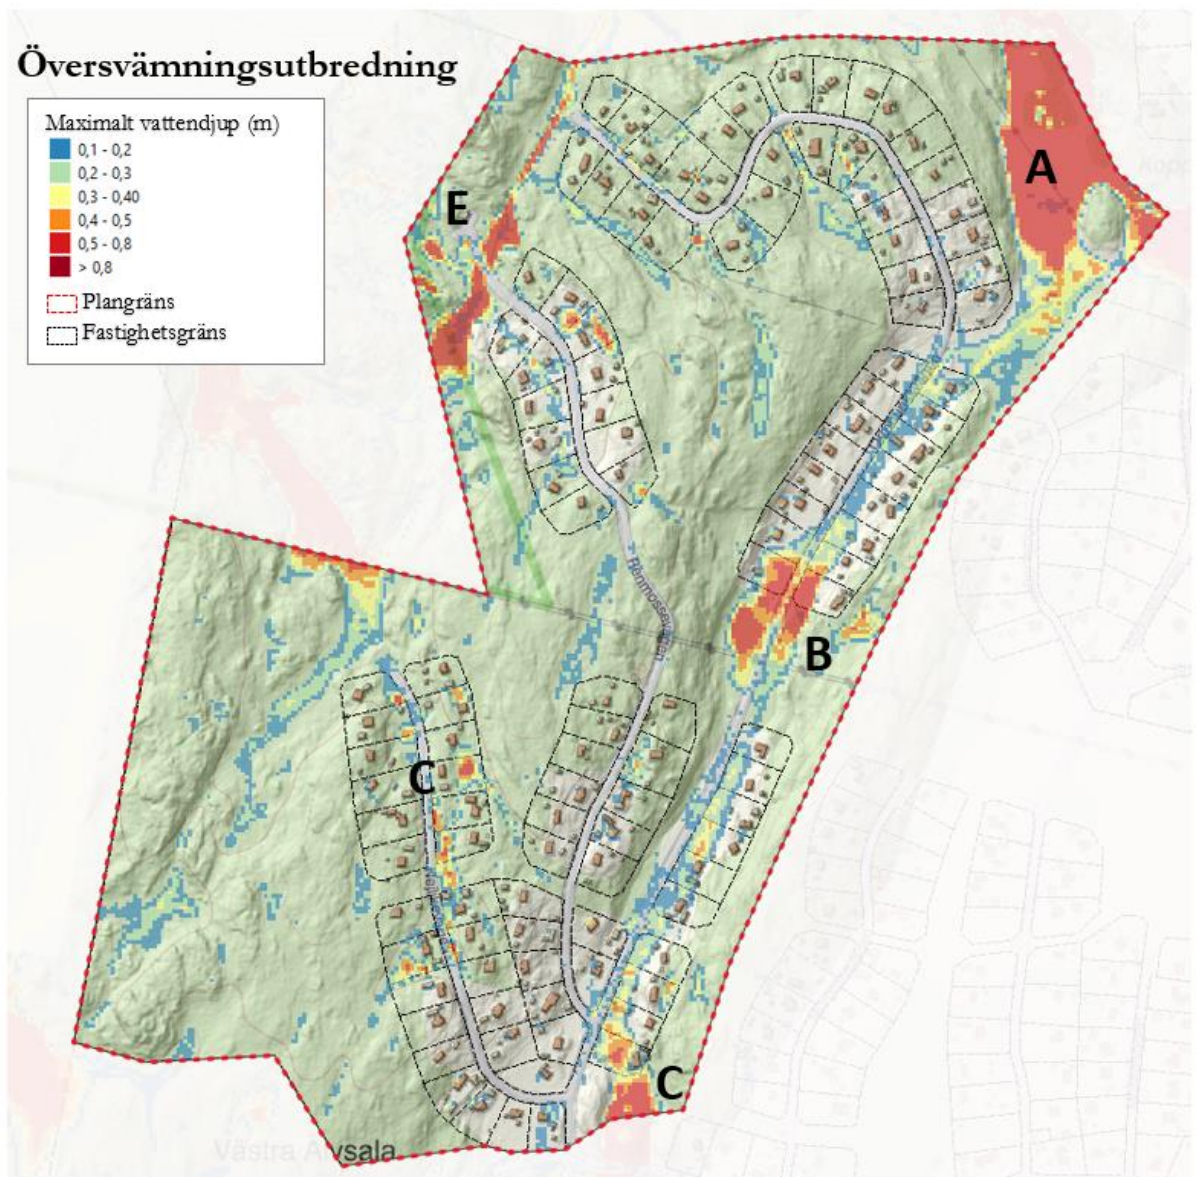 Översvämningsutbredning
Maximalt vattendjup (m)
0,1 - 0,2
0,2 - 0,3
0,3 - 0,40
0,4 - 0,5
0,5 - 0,8
> 0,8
Plangräns
Fastighetsgräns
A
E
B
C
C
Västra Alvsala